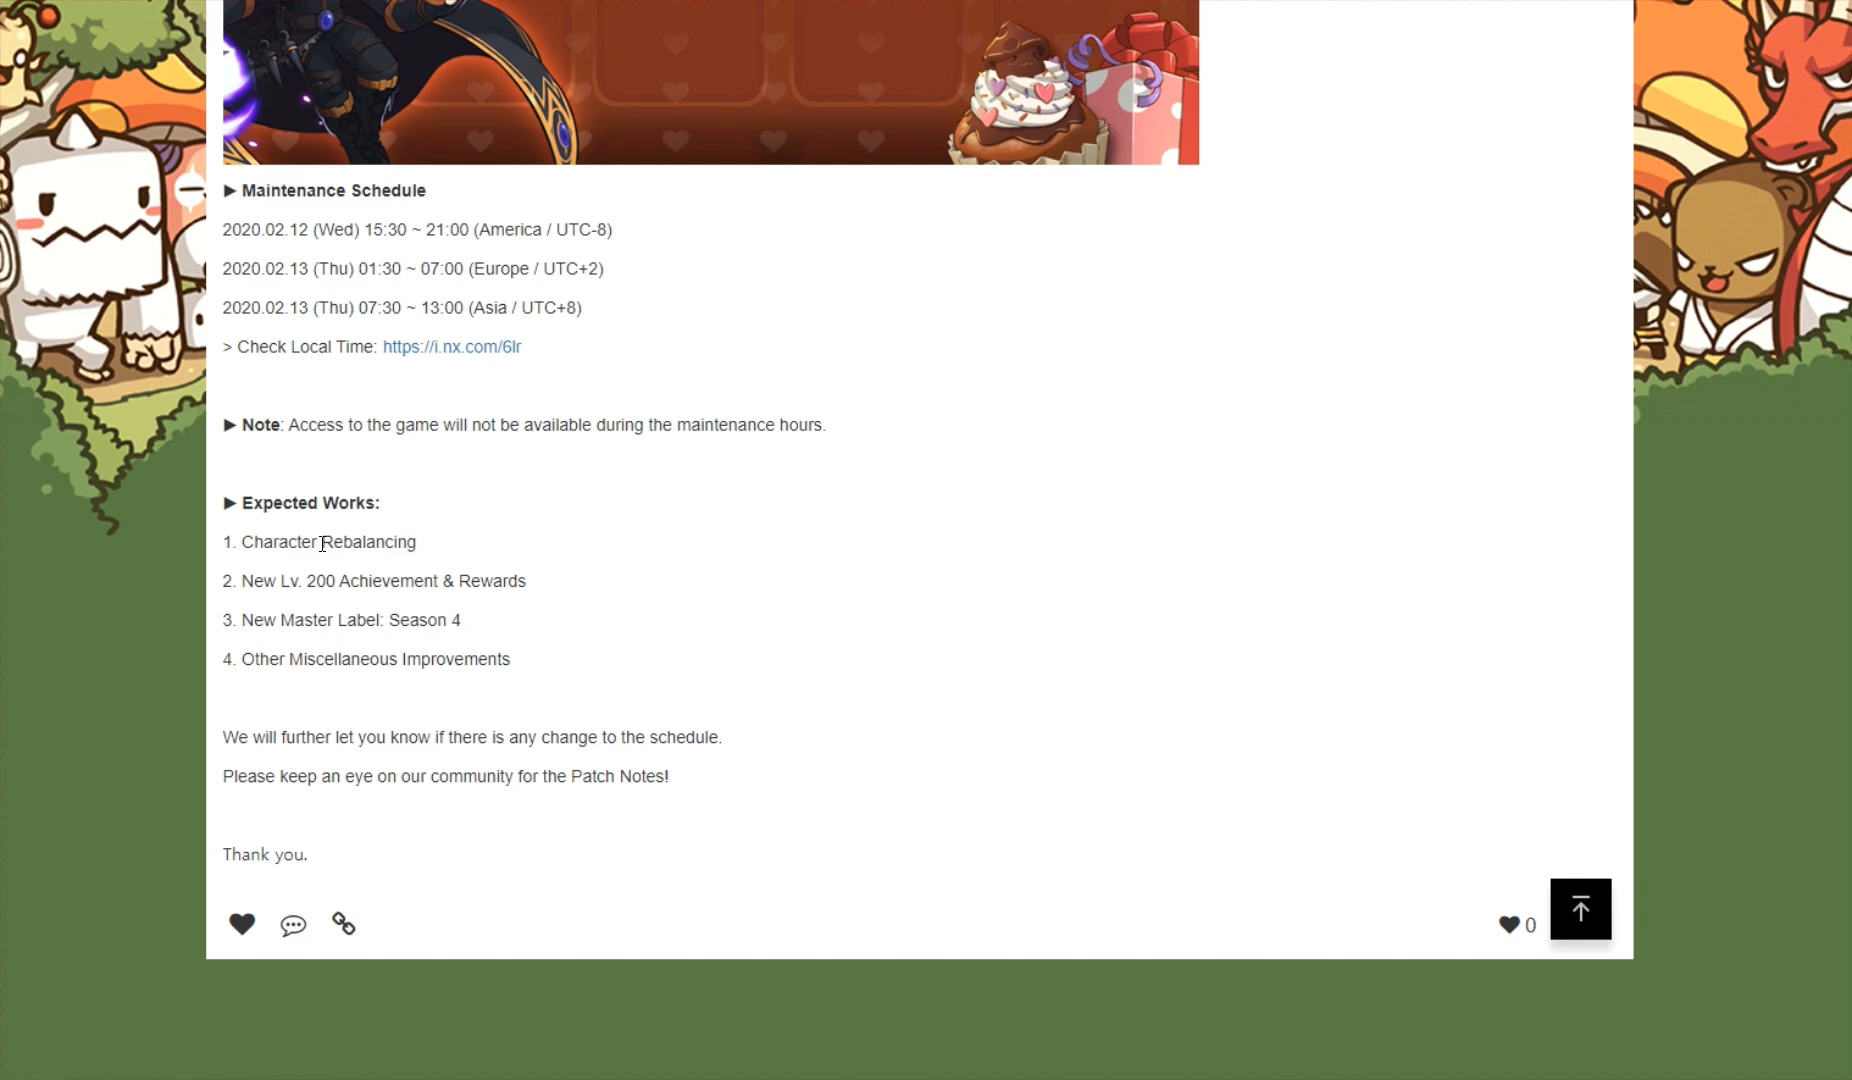 ► Maintenance Schedule
2020.02.12 (Wed) 15:30 ~ 21:00 (America / UTC-8)
2020.02.13 (Thu) 01:30 ~ 07:00 (Europe / UTC+2)
2020.02.13 (Thu) 07:30 ~ 13:00 (Asia / UTC+8)
> Check Local Time: https://i.nx.com/6lr
► Note: Access to the game will not be available during the maintenance hours.
► Expected Works:
1. Character Rebalancing
2. New Lv. 200 Achievement & Rewards
3. New Master Label: Season 4
4. Other Miscellaneous Improvements
We will further let you know if there is any change to the schedule.
Please keep an eye on our community for the Patch Notes!
Thank you.
0